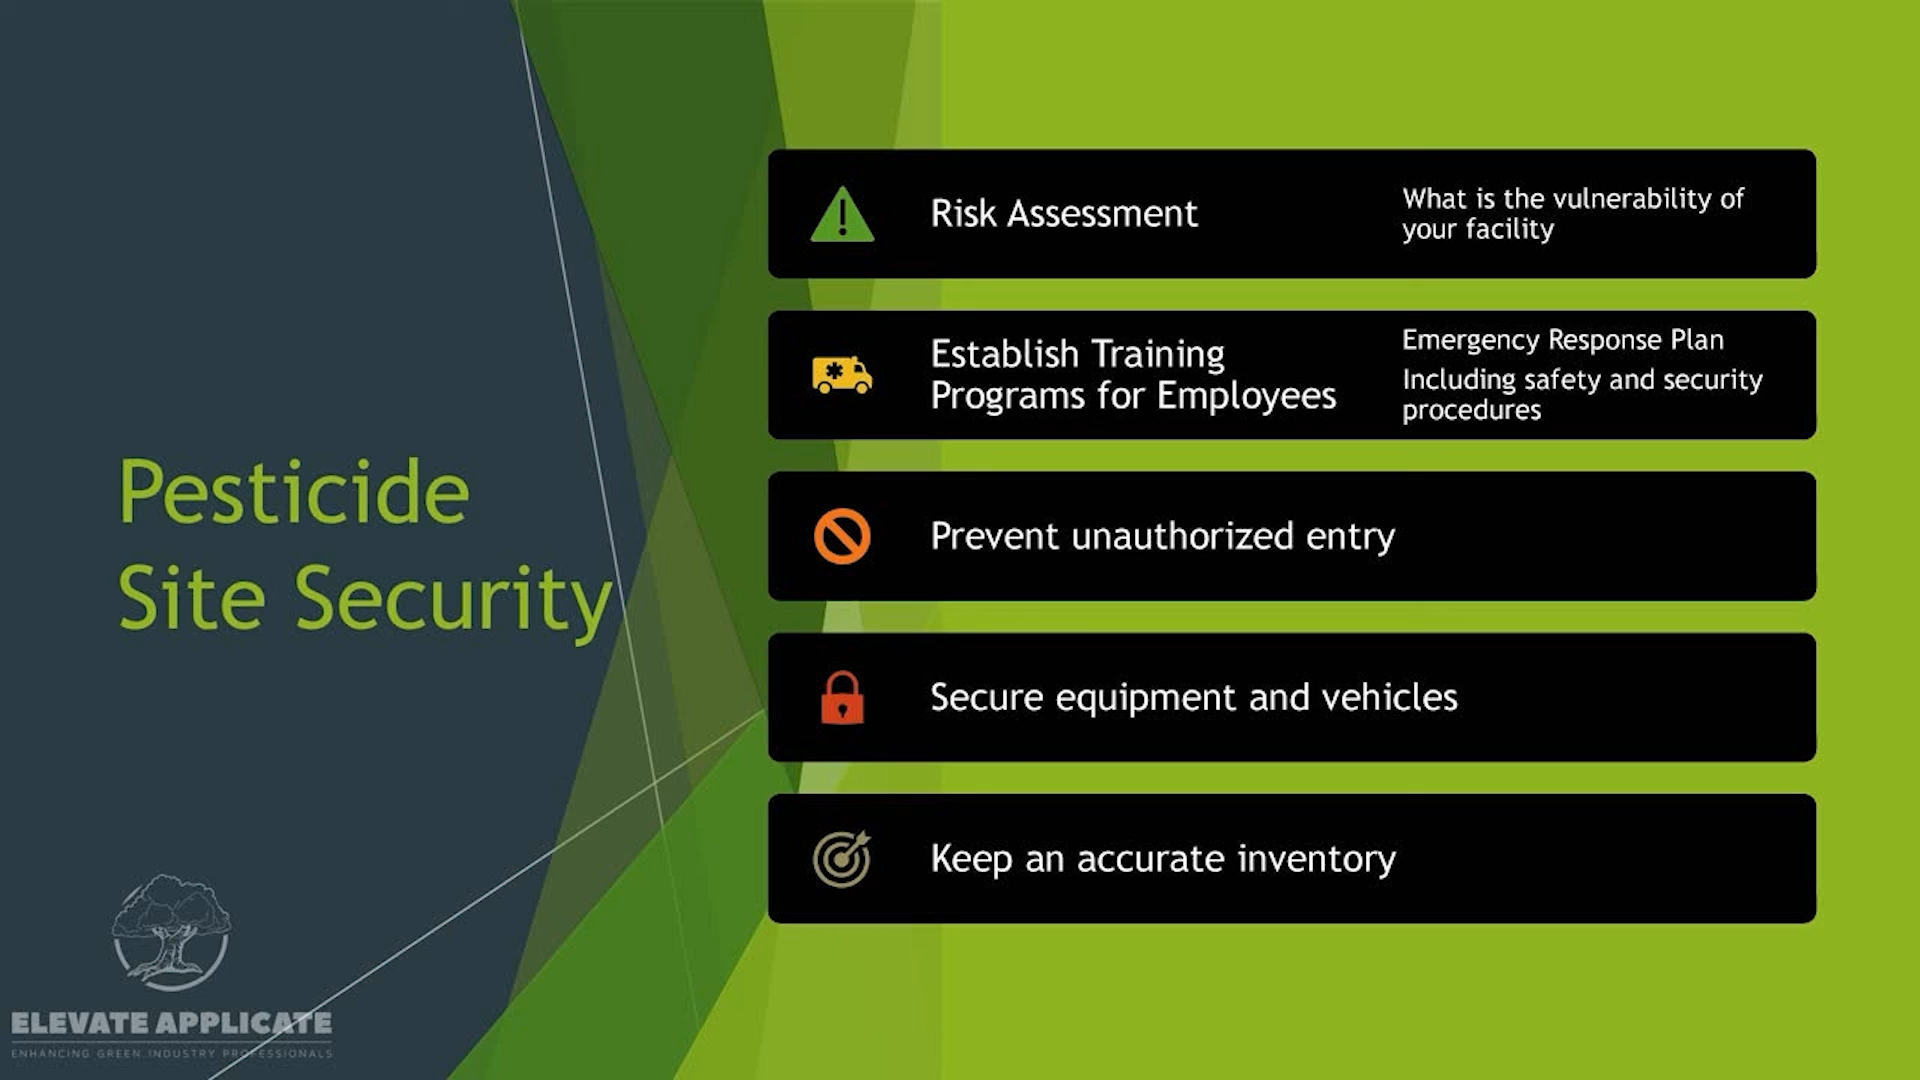 Pesticide
Site Security
Risk Assessment
What is the vulnerability of
your facility
Establish Training
Programs for Employees
Emergency Response Plan
Including safety and security
procedures
Prevent unauthorized entry
Secure equipment and vehicles
Keep an accurate inventory
ELEVATE APPLICATE
ENHANCING GREEN INDUSTRY PROFESSIONALS